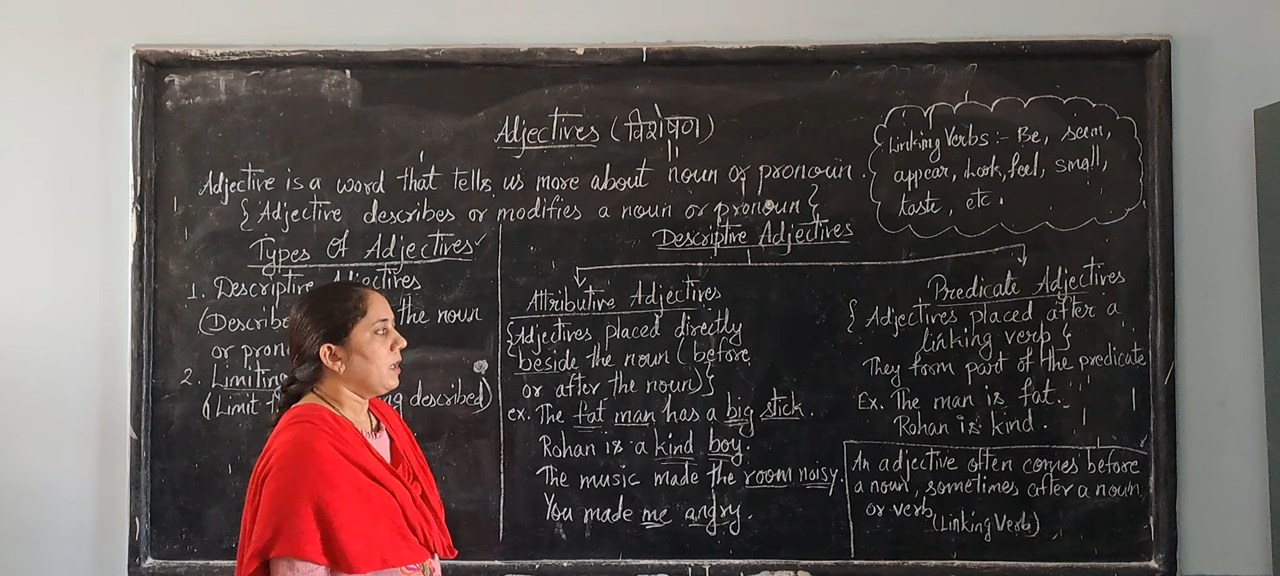 Adjectives (विशेषण)
Adjective is a word that tells us more about noun or pronoun.
{Adjective describes or modifies a noun or pronoun}
Linking Verbs :- Be, seem,
appear, look, feel, small,
taste, etc.
Types of Adjectives
1. Descriptive Adjectives
(Describe the noun
or pron
2. Limiting
(Limit described)
Descriptive Adjectives
Attributive Adjectives
{Adjectives placed directly
beside the noun (before
or after the noun)}
ex. The fat man has a big stick.
Rohan is a kind boy.
The music made the room noisy.
You made me angry.
Predicate Adjectives
{Adjectives placed after a
linking verb}
They form part of the predicate
Ex. The man is fat.
Rohan is kind.
An adjective often comes before
a noun, sometimes after a noun
or verb
(Linking Verb)